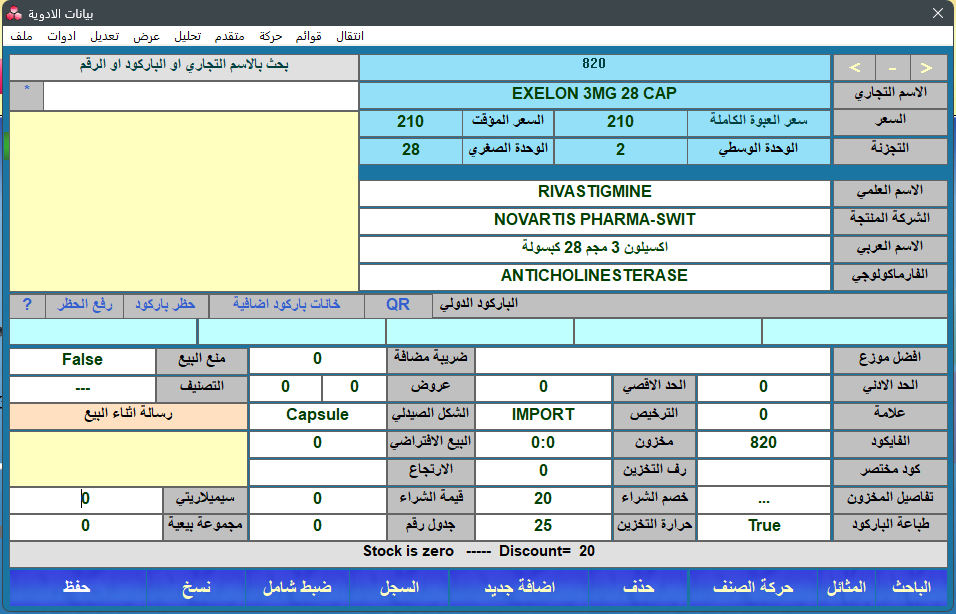 بيانات الادوية
ملف ادوات تعديل عرض تحليل متقدم حركة قوائم انتقال
< - > 820 بحث بالاسم التجاري او الباركود او الرقم
الاسم التجاري EXELON 3MG 28 CAP *
السعر سعر العبوة الكاملة 210 السعر المؤقت 210
التجزئة الوحدة الوسطي 2 الوحدة الصغري 28
الاسم العلمي RIVASTIGMINE
الشركة المنتجة NOVARTIS PHARMA-SWIT
الاسم العربي اكسيلون 3 مجم 28 كبسولة
الفارماكولوجي ANTICHOLINESTERASE
الباركود الدولي QR خانات باركود اضافية حظر باركود رفع الحظر ?
افضل موزع ضريبة مضافة 0 منع البيع False
الحد الادني 0 الحد الاقصي 0 عروض 0 0 التصنيف ---
علامة 0 الترخيص IMPORT الشكل الصيدلي Capsule رسالة اثناء البيع
الفايكود 820 مخزون 0:0 البيع الافتراضي 0
كود مختصر رف التخزين 0 الارتجاع
تفاصيل المخزون ... خصم الشراء 20 قيمة الشراء 0 سيميلاريتي 0
طباعة الباركود True حرارة التخزين 25 جدول رقم 0 مجموعة بيعية 0
Stock is zero ----- Discount= 20
الباحث المثائل حركة الصنف حذف اضافة جديد السجل ضبط شامل نسخ حفظ